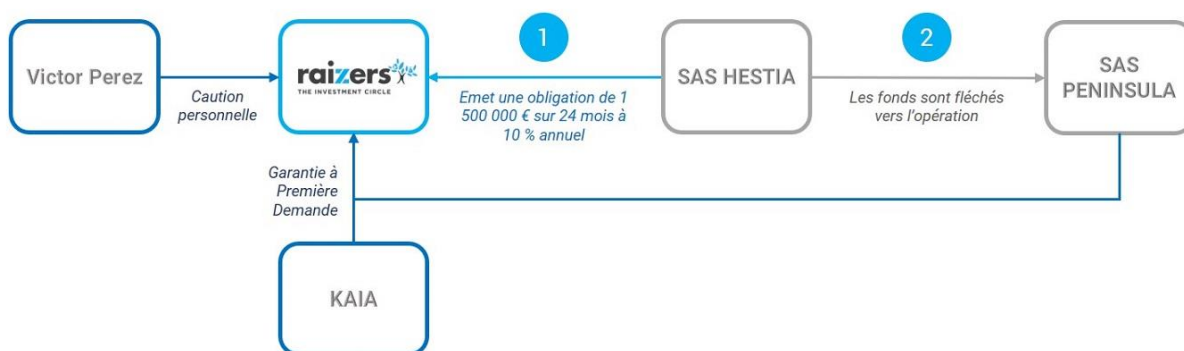 1
2
Victor Perez
raizers
THE INVESTMENT CIRCLE
SAS HESTIA
SAS
PENINSULA
Caution
personnelle
Emet une obligation de 1
500 000 € sur 24 mois à
10 % annuel
Les fonds sont fléchés
vers l'opération
Garantie à
Première
Demande
KAIA